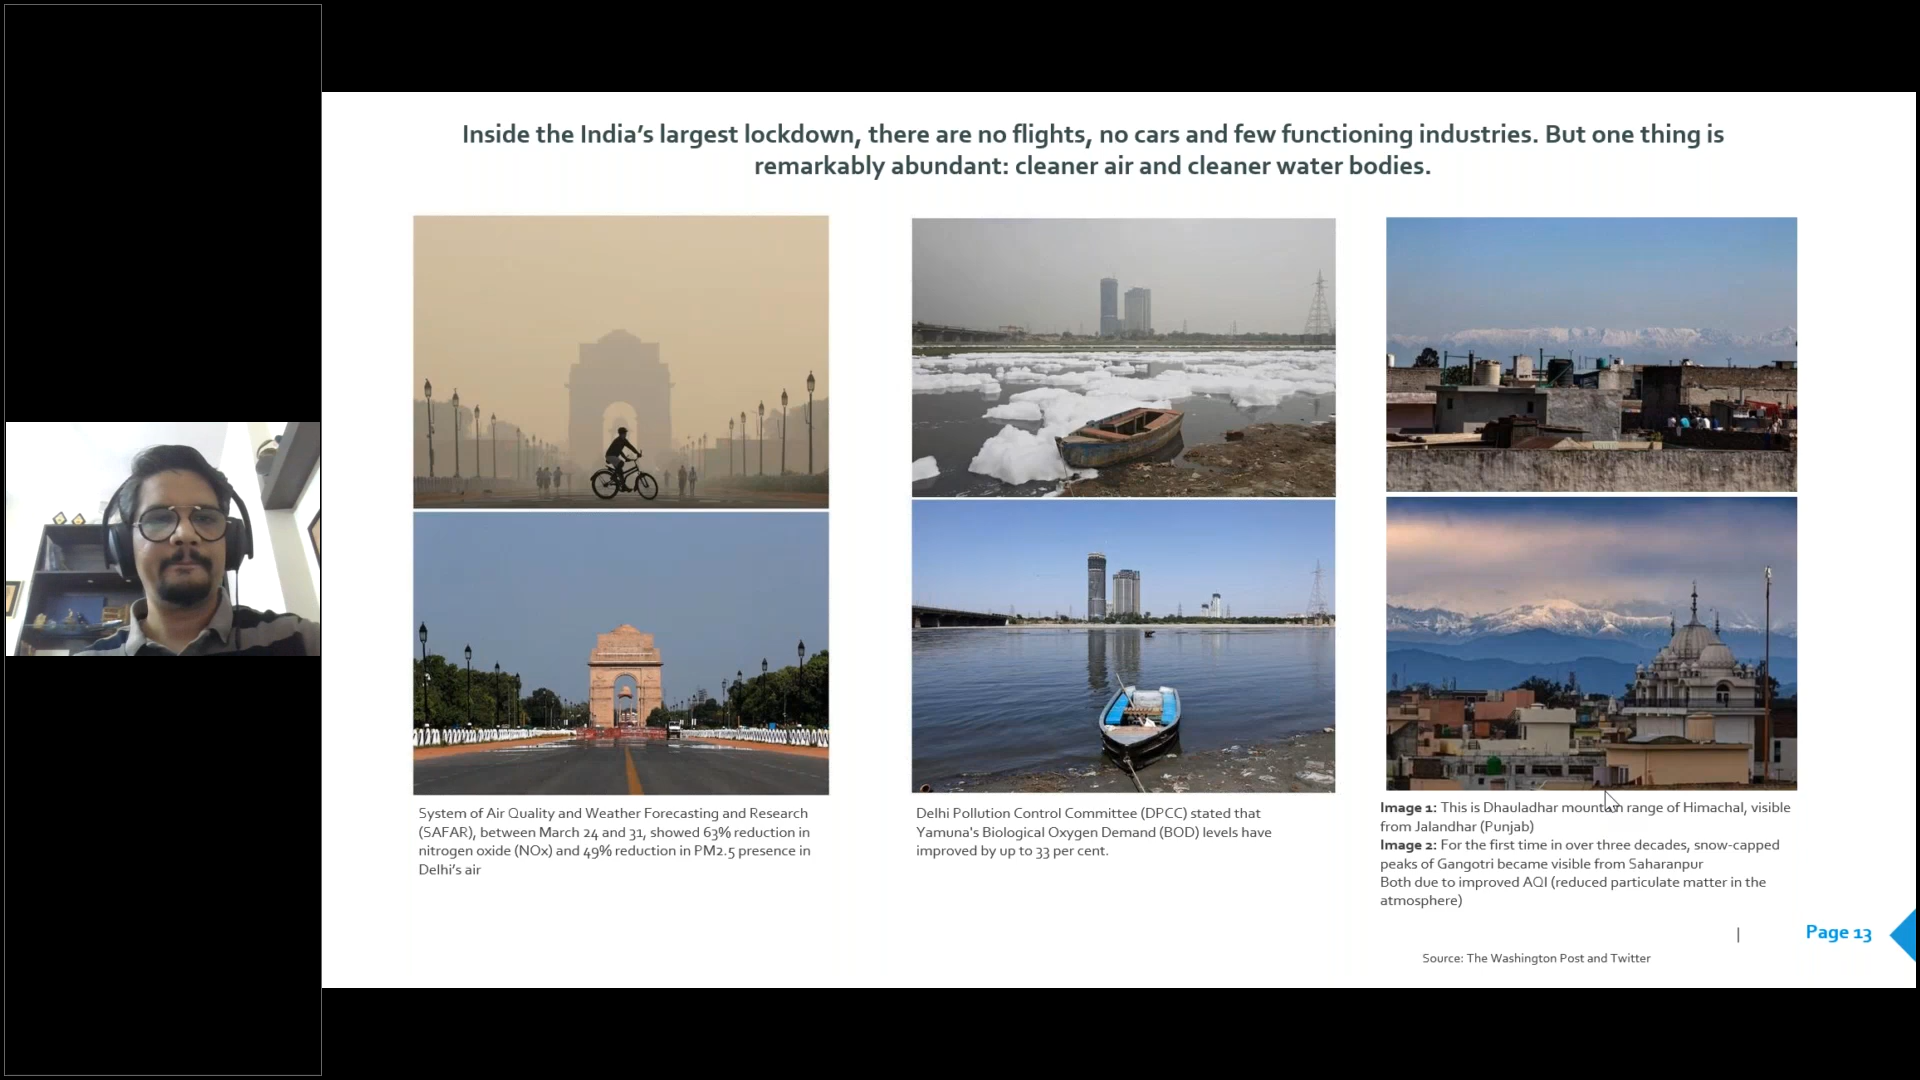 Inside the India’s largest lockdown, there are no flights, no cars and few functioning industries. But one thing is
remarkably abundant: cleaner air and cleaner water bodies.
System of Air Quality and Weather Forecasting and Research
(SAFAR), between March 24 and 31, showed 63% reduction in
nitrogen oxide (NOx) and 49% reduction in PM2.5 presence in
Delhi’s air
Delhi Pollution Control Committee (DPCC) stated that
Yamuna's Biological Oxygen Demand (BOD) levels have
improved by up to 33 per cent.
Image 1: This is Dhauladhar mountain range of Himachal, visible
from Jalandhar (Punjab)
Image 2: For the first time in over three decades, snow-capped
peaks of Gangotri became visible from Saharanpur
Both due to improved AQI (reduced particulate matter in the
atmosphere)
| Page 13
Source: The Washington Post and Twitter